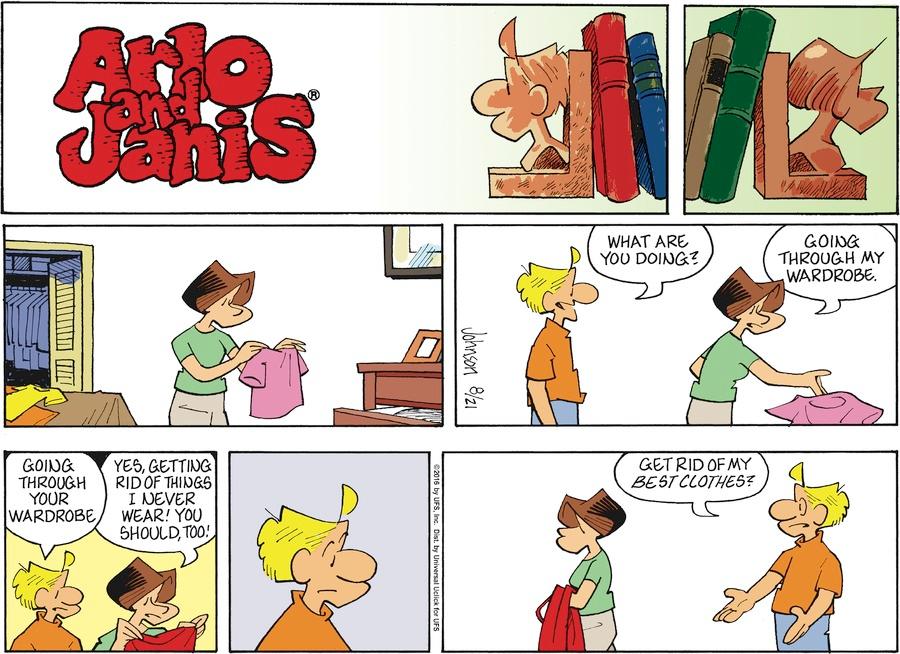 Arlo
and
Janis®
WHAT ARE
YOU DOING?
GOING
THROUGH MY
WARDROBE.
Johnson 8/21
GOING
THROUGH
YOUR
WARDROBE
YES, GETTING
RID OF THINGS
I NEVER
WEAR! YOU
SHOULD, TOO!
©2016 by UFS, Inc. Dist. by Universal Uclick for UFS
GET RID OF MY
BEST CLOTHES?